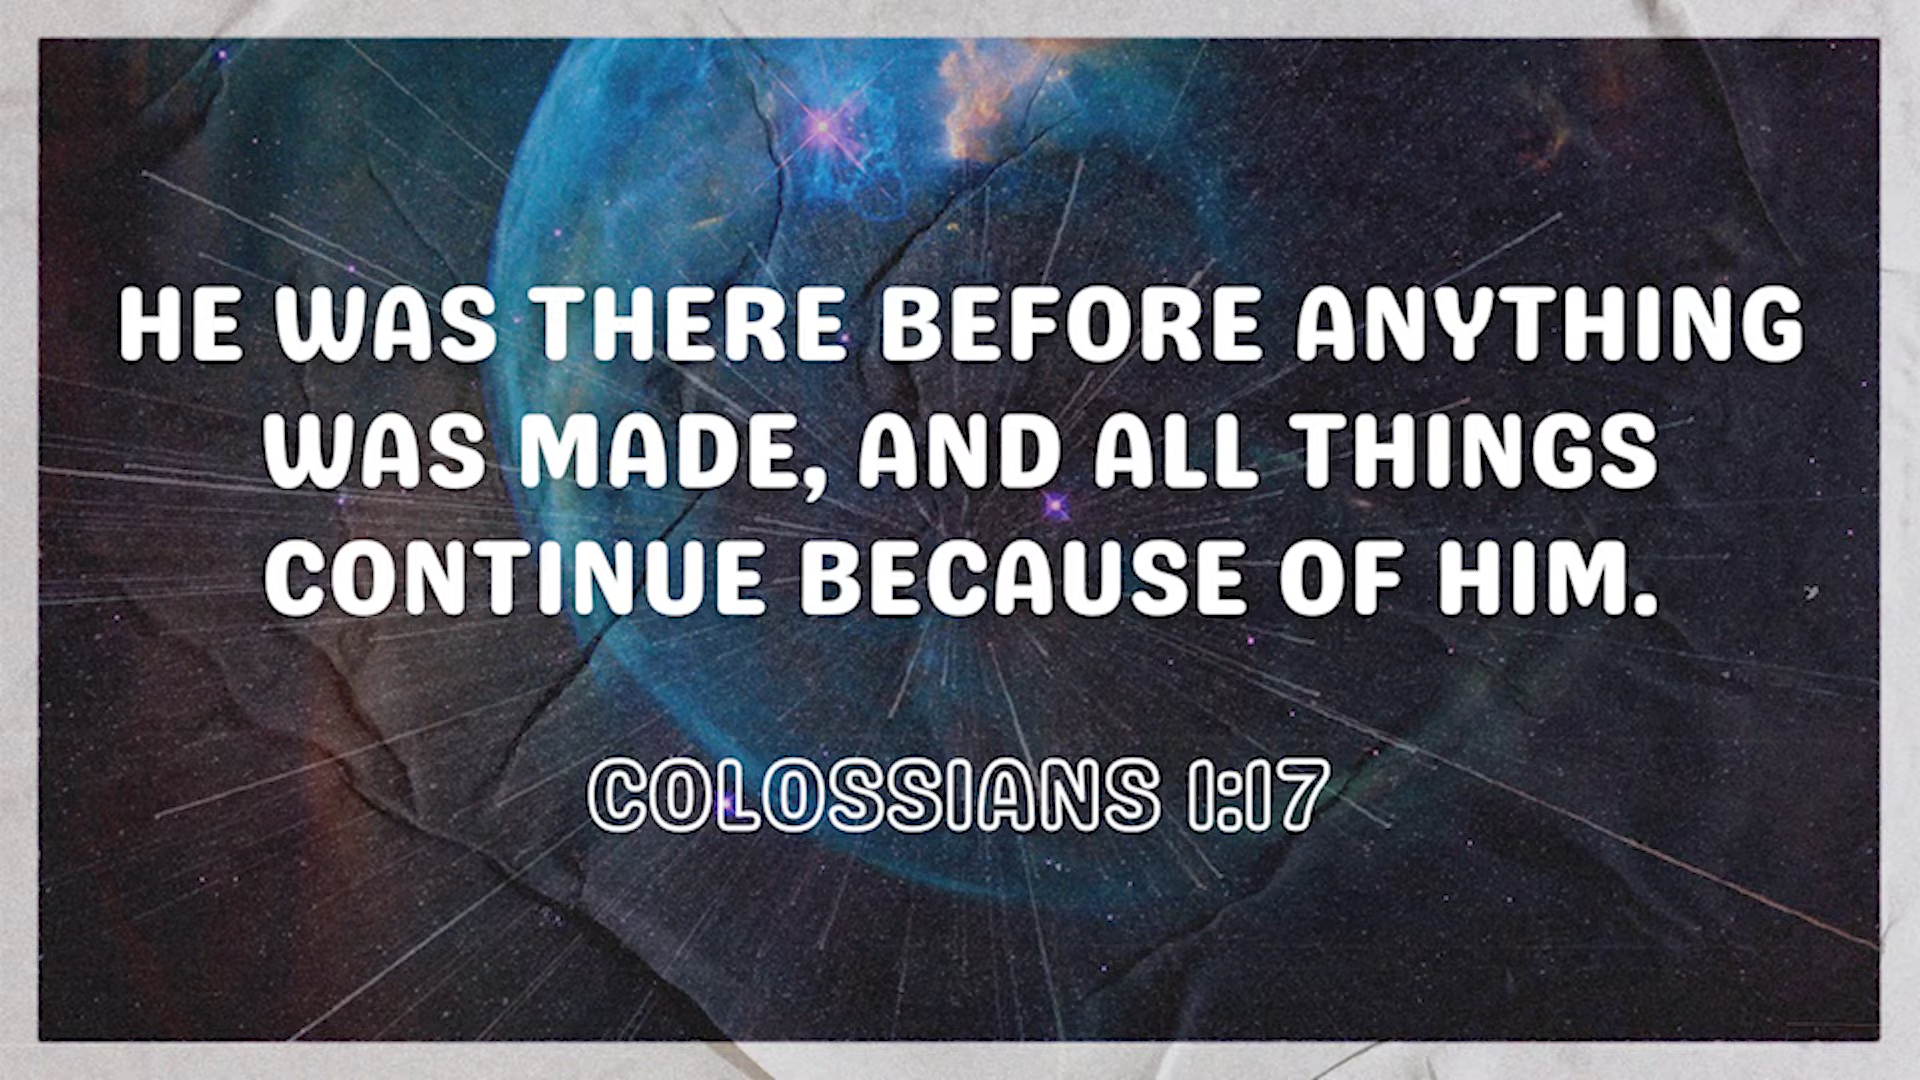 HE WAS THERE BEFORE ANYTHING
WAS MADE, AND ALL THINGS
CONTINUE BECAUSE OF HIM.
COLOSSIANS 1:17